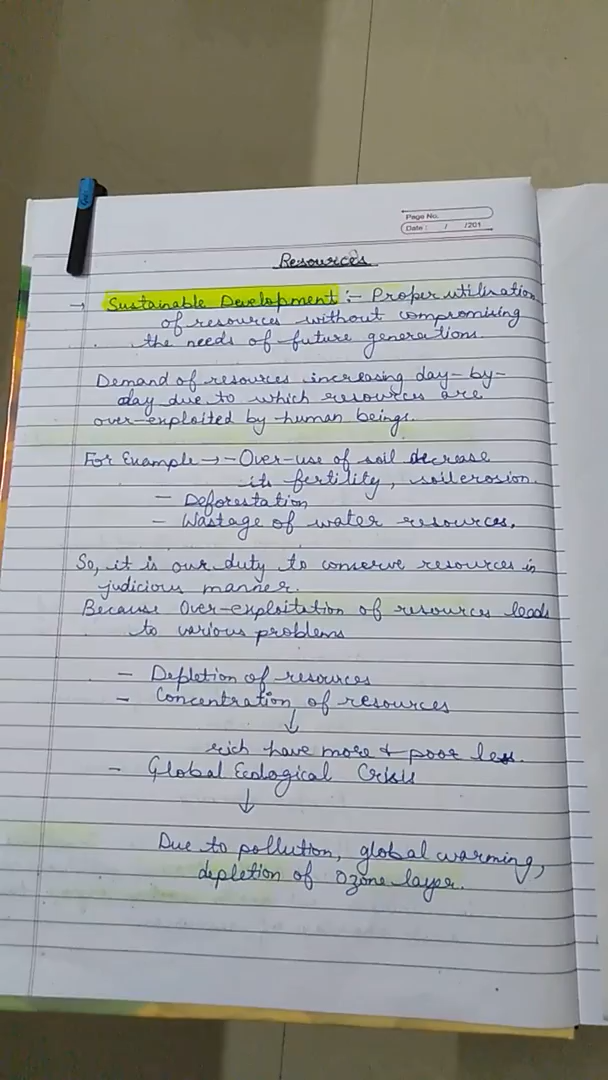 Page No.
Date : / /201
Resources
→ Sustainable Development :- Proper utilisation
of resources without compromising
the needs of future generations.
Demand of resources increasing day-by-
day due to which resources are
over-exploited by human beings.
For Example → - Over-use of soil decrease
its fertility, soil erosion.
- Deforestation
- Wastage of water resources.
So, it is our duty to conserve resources in
judicious manner.
Because Over-exploitation of resources leads
to various problems
- Depletion of resources
- Concentration of resources
↓
rich have more & poor less.
- Global Ecological Crisis
↓
Due to pollution, global warming,
depletion of Ozone layer.